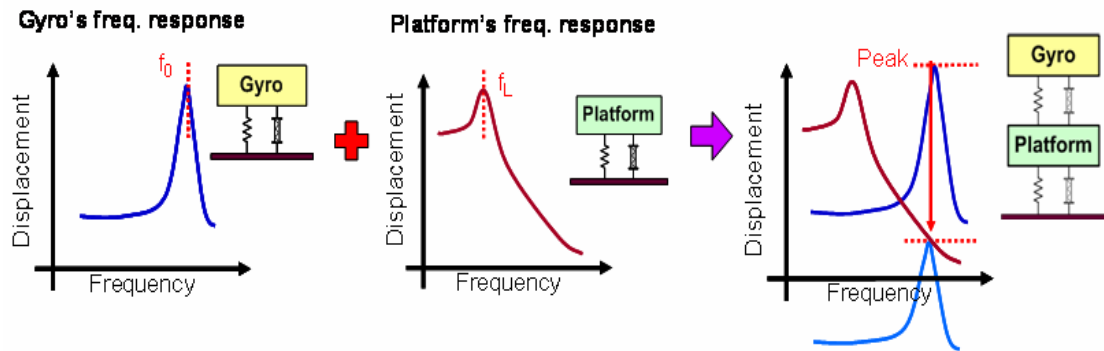 Gyro's freq. response
Platform's freq. response
f0
Gyro
Displacement
Frequency
fL
Platform
Displacement
Frequency
Peak
Gyro
Platform
Displacement
Frequency